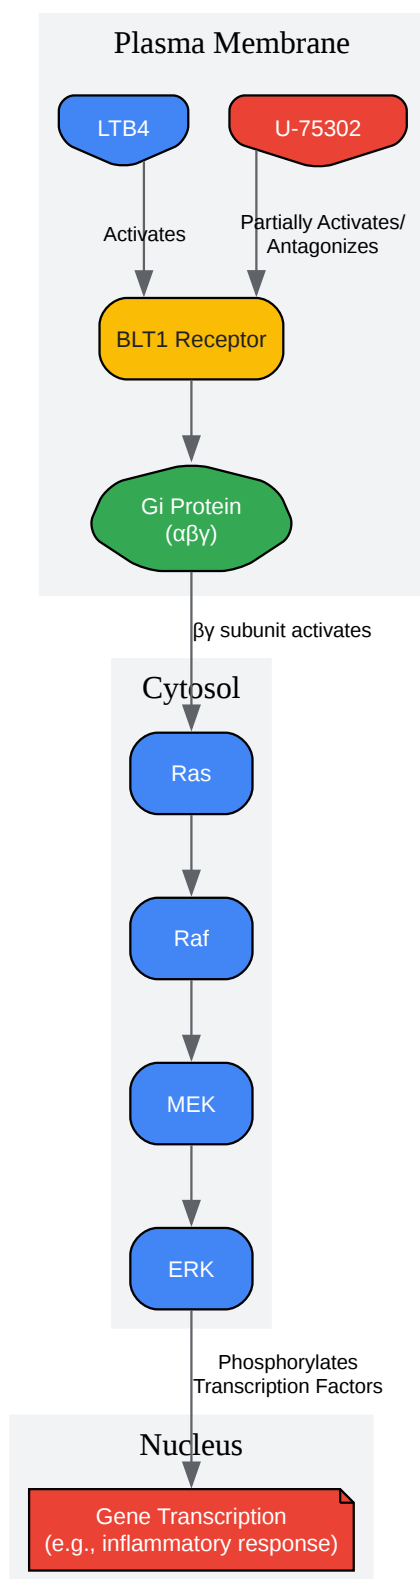 Plasma Membrane
LTB4
U-75302
Activates
Partially Activates/
Antagonizes
BLT1 Receptor
Gi Protein
(αβγ)
βγ subunit activates
Cytosol
Ras
Raf
MEK
ERK
Phosphorylates
Transcription Factors
Nucleus
Gene Transcription
(e.g., inflammatory response)